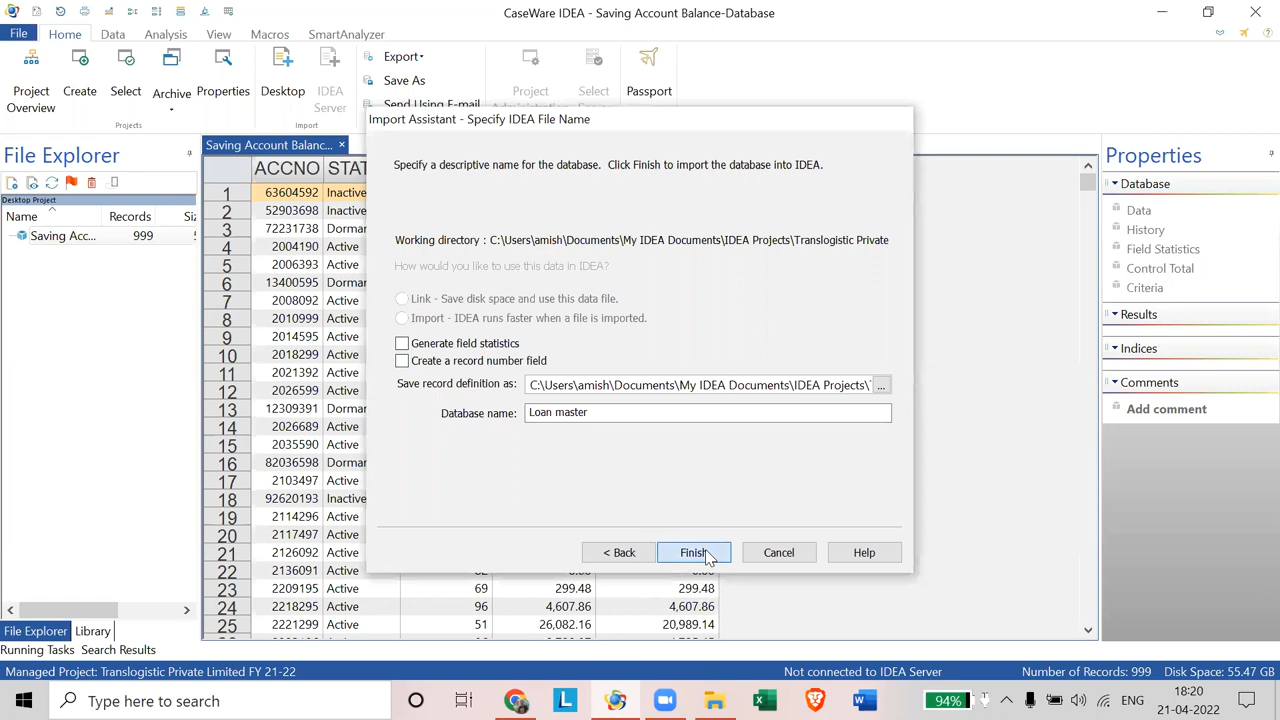 CaseWare IDEA - Saving Account Balance-Database
File Home Data Analysis View Macros SmartAnalyzer
Project Overview
Create
Select
Archive
Properties
Desktop
IDEA Server
Export
Save As
Send Using E-mail
Project Administration
Select
Passport
Projects
Import
File Explorer
Desktop Project
Name Records
Saving Acc... 999
File Explorer Library
Running Tasks Search Results
Saving Account Balanc... ×
ACCNO STAT
1 63604592 Inactive
2 52903698 Inactive
3 72231738 Dorman
4 2004190 Active
5 2006393 Active
6 13400595 Dorman
7 2008092 Active
8 2010999 Active
9 2014595 Active
10 2018299 Active
11 2021392 Active
12 2026599 Active
13 12309391 Dorman
14 2026689 Active
15 2035590 Active
16 82036598 Dorman
17 2103497 Active
18 92620193 Inactive
19 2114296 Active
20 2117497 Active
21 2126092 Active
22 2136091 Active
23 2209195 Active 69 299.48 299.48
24 2218295 Active 96 4,607.86 4,607.86
25 2221299 Active 51 26,082.16 20,989.14
Import Assistant - Specify IDEA File Name
Specify a descriptive name for the database. Click Finish to import the database into IDEA.
Working directory : C:\Users\amish\Documents\My IDEA Documents\IDEA Projects\Translogistic Private
How would you like to use this data in IDEA?
Link - Save disk space and use this data file.
Import - IDEA runs faster when a file is imported.
Generate field statistics
Create a record number field
Save record definition as: C:\Users\amish\Documents\My IDEA Documents\IDEA Projects\ ...
Database name: Loan master
< Back Finish Cancel Help
Properties
Database
Data
History
Field Statistics
Control Total
Criteria
Results
Indices
Comments
Add comment
Managed Project: Translogistic Private Limited FY 21-22 Not connected to IDEA Server Number of Records: 999 Disk Space: 55.47 GB
Type here to search
94%
ENG
18:20
21-04-2022